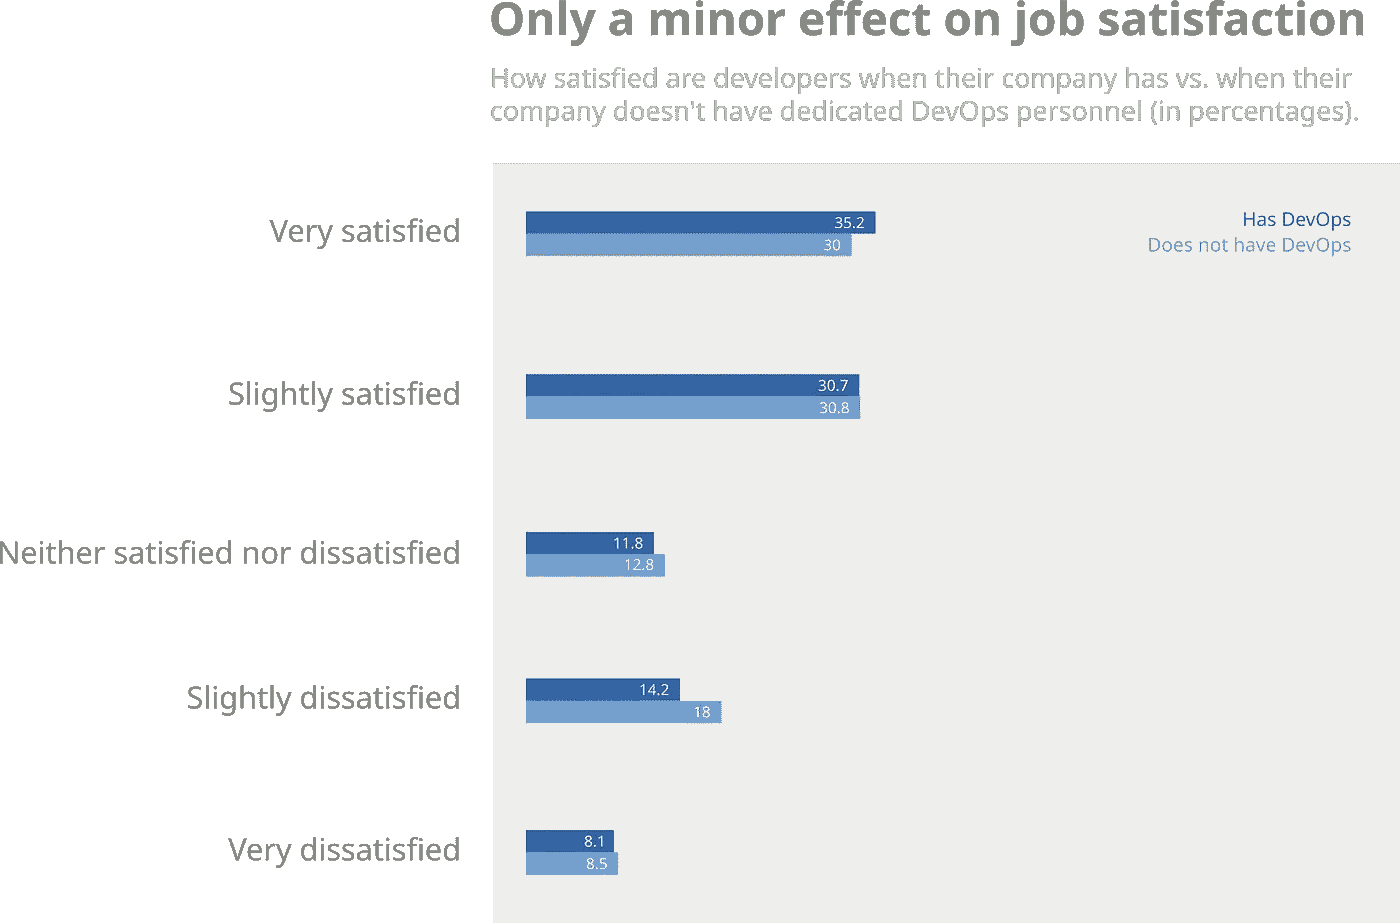 Only a minor effect on job satisfaction
How satisfied are developers when their company has vs. when their
company doesn't have dedicated DevOps personnel (in percentages).
Very satisfied
35.2
30
Has DevOps
Does not have DevOps
Slightly satisfied
30.7
30.8
Neither satisfied nor dissatisfied
11.8
12.8
Slightly dissatisfied
14.2
18
Very dissatisfied
8.1
8.5